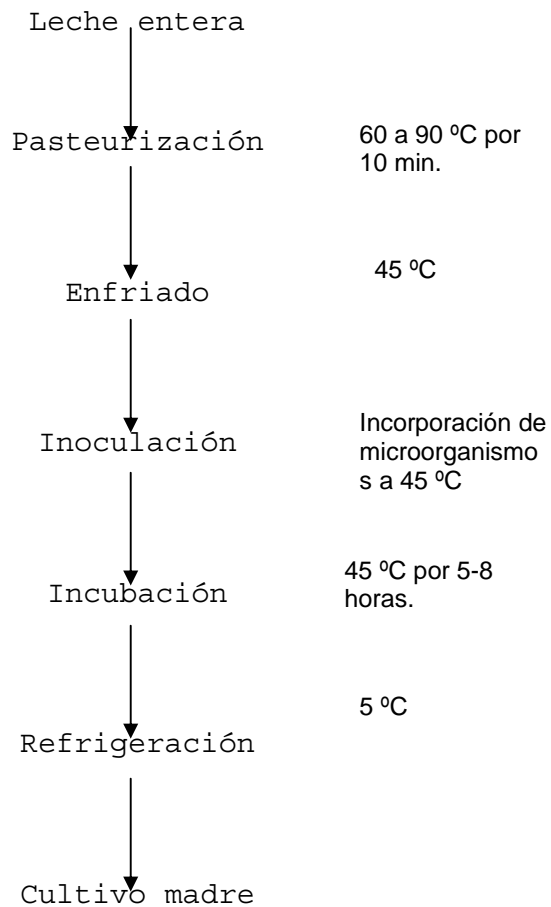 Leche entera
Pasteurización
60 a 90 ºC por
10 min.
Enfriado
45 ºC
Inoculación
Incorporación de
microorganismo
s a 45 ºC
Incubación
45 ºC por 5-8
horas.
Refrigeración
5 ºC
Cultivo madre